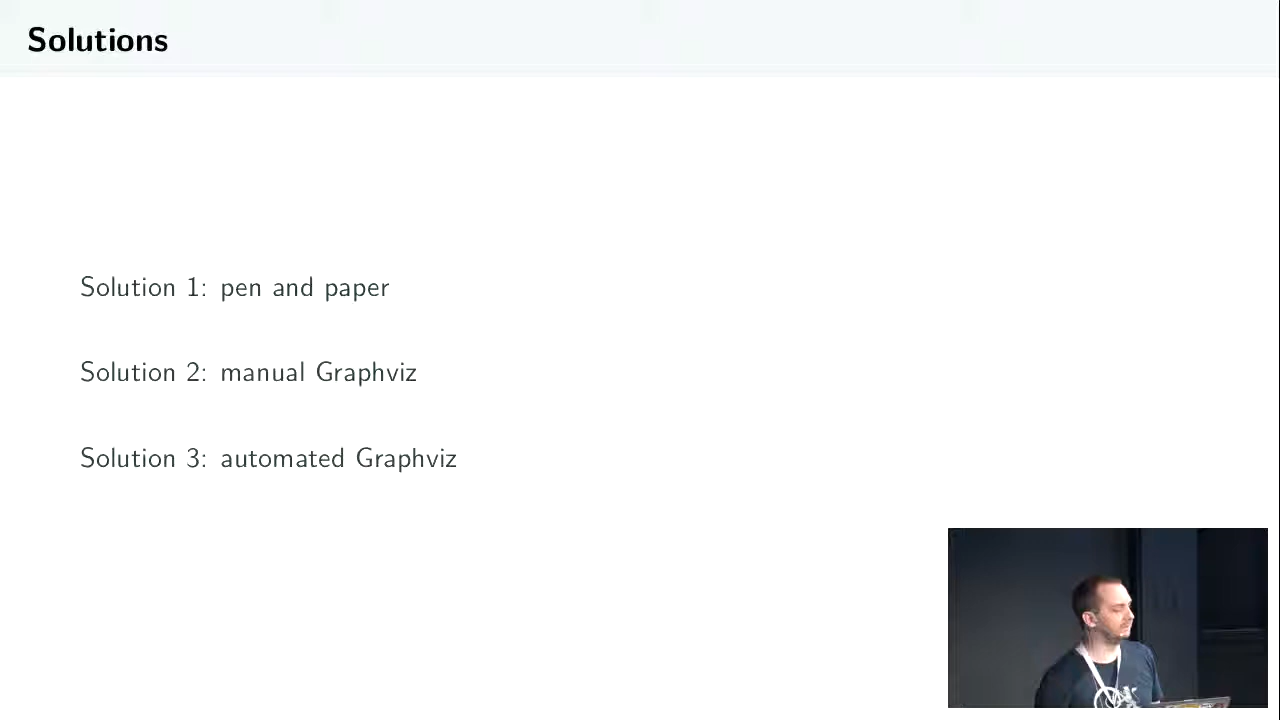 Solutions
Solution 1: pen and paper
Solution 2: manual Graphviz
Solution 3: automated Graphviz